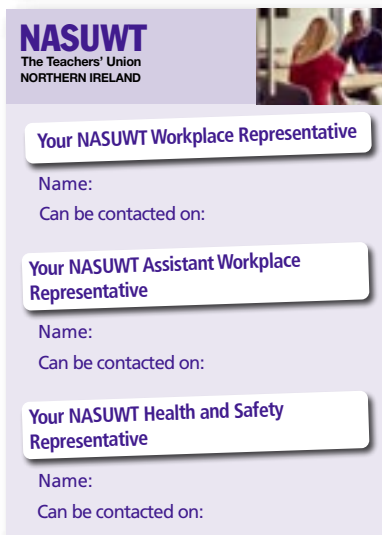 NASUWT
The Teachers' Union
NORTHERN IRELAND
Your NASUWT Workplace Representative
Name:
Can be contacted on:
Your NASUWT Assistant Workplace
Representative
Name:
Can be contacted on:
Your NASUWT Health and Safety
Representative
Name:
Can be contacted on: